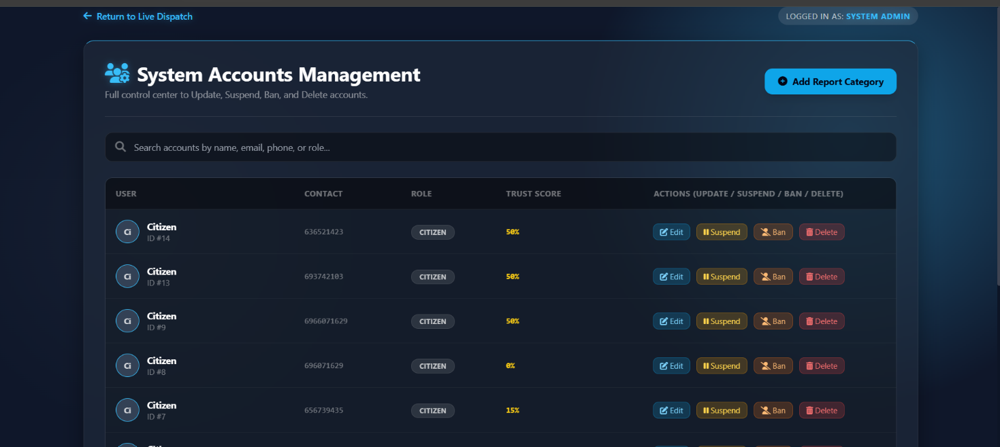 Return to Live Dispatch
LOGGED IN AS: SYSTEM ADMIN
System Accounts Management
Full control center to Update, Suspend, Ban, and Delete accounts.
Add Report Category
Search accounts by name, email, phone, or role...
USER CONTACT ROLE TRUST SCORE ACTIONS (UPDATE / SUSPEND / BAN / DELETE)
Ci Citizen 636521423 CITIZEN 50% Edit Suspend Ban Delete
ID #14
Ci Citizen 693742103 CITIZEN 50% Edit Suspend Ban Delete
ID #13
Ci Citizen 6966071629 CITIZEN 50% Edit Suspend Ban Delete
ID #9
Ci Citizen 696071629 CITIZEN 0% Edit Suspend Ban Delete
ID #8
Ci Citizen 656739435 CITIZEN 15% Edit Suspend Ban Delete
ID #7